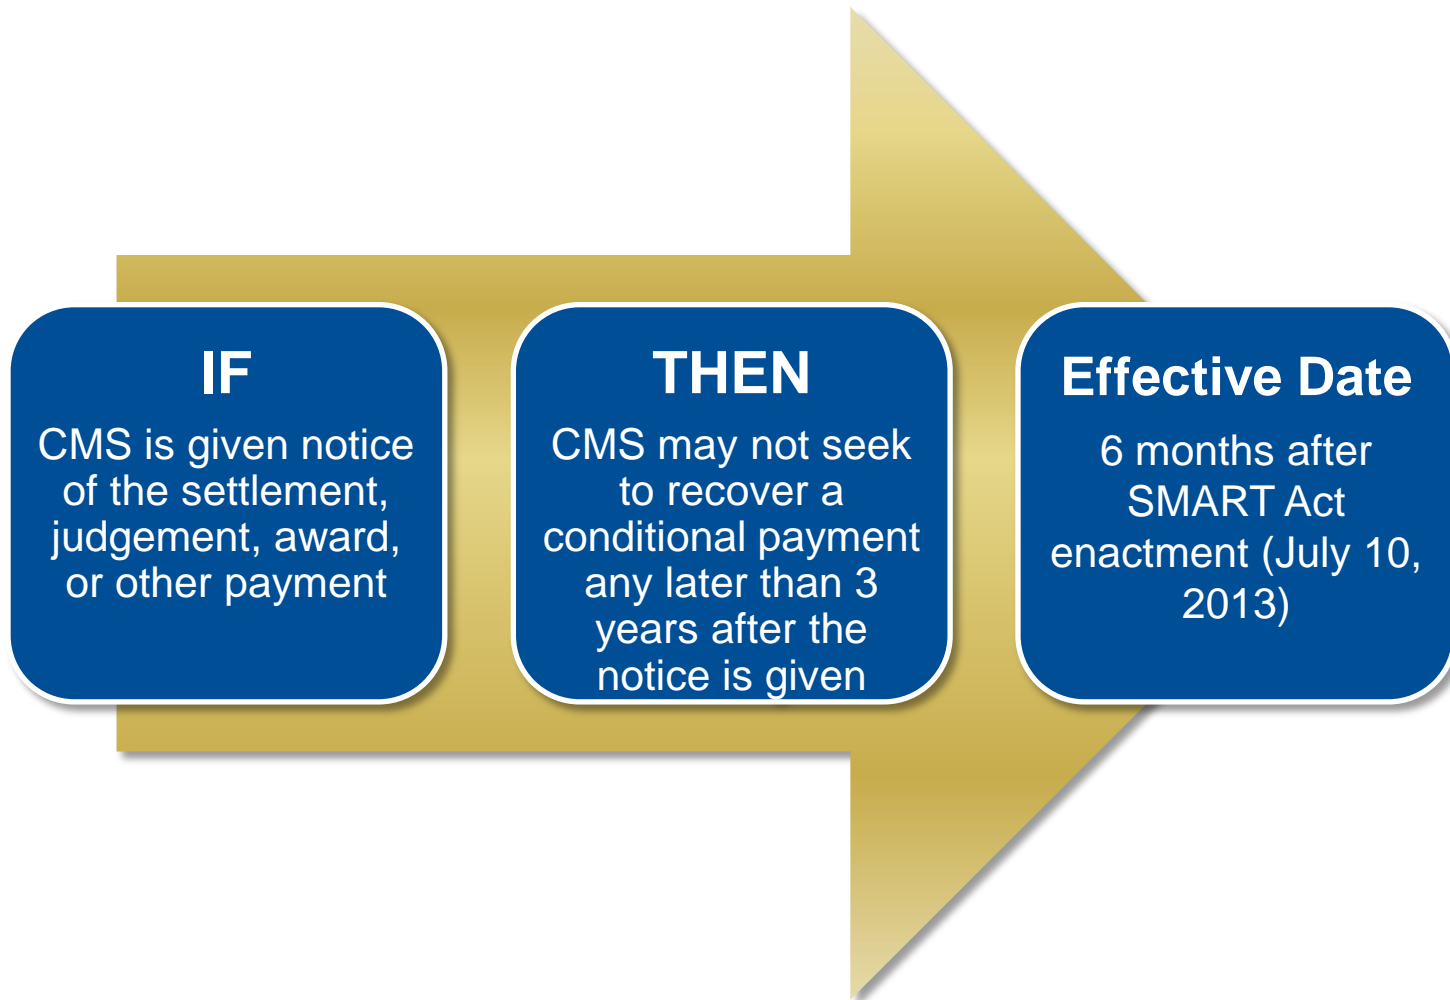 IF
CMS is given notice
of the settlement,
judgement, award,
or other payment
THEN
CMS may not seek
to recover a
conditional payment
any later than 3
years after the
notice is given
Effective Date
6 months after
SMART Act
enactment (July 10,
2013)